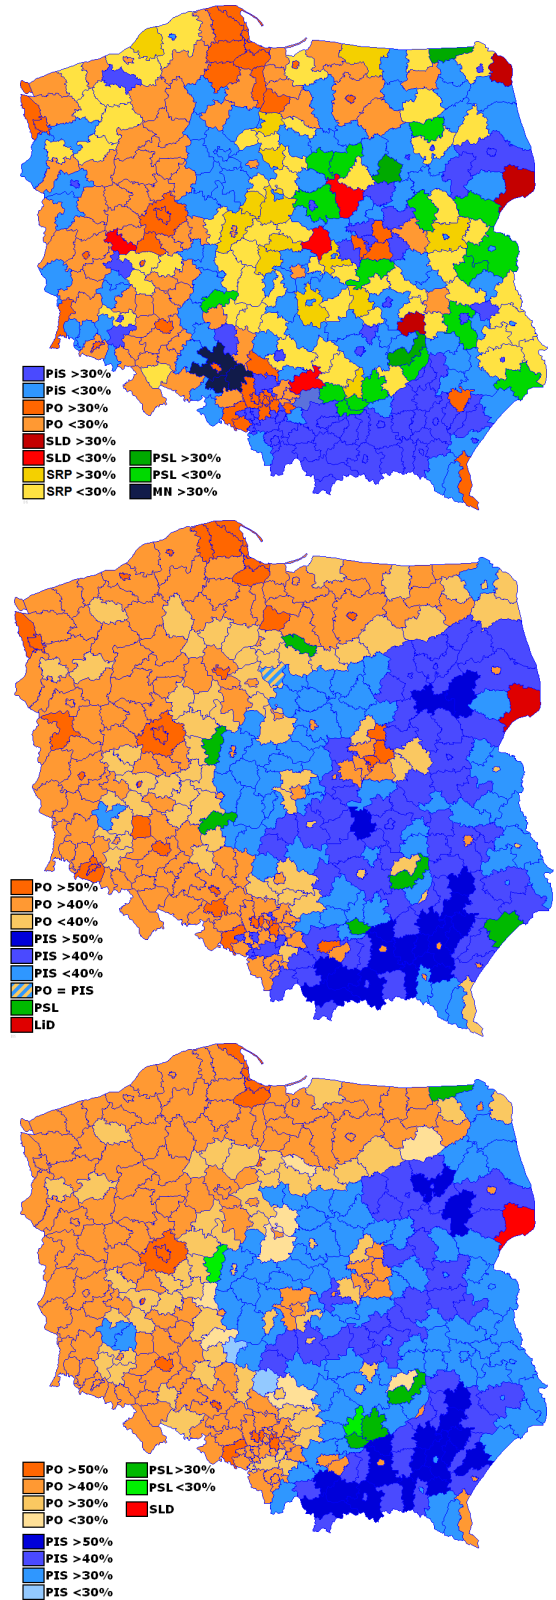 PiS >30%
PiS <30%
PO >30%
PO <30%
SLD >30%
SLD <30% PSL >30%
SRP >30% PSL <30%
SRP <30% MN >30%
PO >50%
PO >40%
PO <40%
PIS >50%
PIS >40%
PIS <40%
PO = PIS
PSL
LiD
PO >50% PSL>30%
PO >40% PSL<30%
PO >30% SLD
PO <30%
PIS >50%
PIS >40%
PIS >30%
PIS <30%